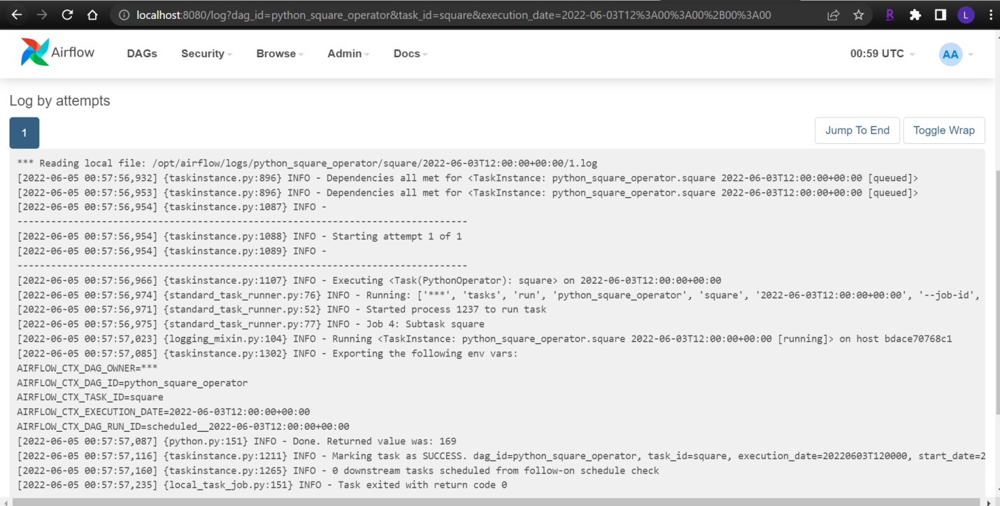 localhost:8080/log?dag_id=python_square_operator&task_id=square&execution_date=2022-06-03T12%3A00%3A00%2B00%3A00 R L
Airflow DAGs Security Browse Admin Docs 00:59 UTC AA
Log by attempts
1 Jump To End Toggle Wrap
*** Reading local file: /opt/airflow/logs/python_square_operator/square/2022-06-03T12:00:00+00:00/1.log
[2022-06-05 00:57:56,932] {taskinstance.py:896} INFO - Dependencies all met for <TaskInstance: python_square_operator.square 2022-06-03T12:00:00+00:00 [queued]>
[2022-06-05 00:57:56,953] {taskinstance.py:896} INFO - Dependencies all met for <TaskInstance: python_square_operator.square 2022-06-03T12:00:00+00:00 [queued]>
[2022-06-05 00:57:56,954] {taskinstance.py:1087} INFO -
--------------------------------------------------------------------------------
[2022-06-05 00:57:56,954] {taskinstance.py:1088} INFO - Starting attempt 1 of 1
[2022-06-05 00:57:56,954] {taskinstance.py:1089} INFO -
--------------------------------------------------------------------------------
[2022-06-05 00:57:56,966] {taskinstance.py:1107} INFO - Executing <Task(PythonOperator): square> on 2022-06-03T12:00:00+00:00
[2022-06-05 00:57:56,974] {standard_task_runner.py:76} INFO - Running: ['***', 'tasks', 'run', 'python_square_operator', 'square', '2022-06-03T12:00:00+00:00', '--job-id',
[2022-06-05 00:57:56,971] {standard_task_runner.py:52} INFO - Started process 1237 to run task
[2022-06-05 00:57:56,975] {standard_task_runner.py:77} INFO - Job 4: Subtask square
[2022-06-05 00:57:57,023] {logging_mixin.py:104} INFO - Running <TaskInstance: python_square_operator.square 2022-06-03T12:00:00+00:00 [running]> on host bdace70768c1
[2022-06-05 00:57:57,085] {taskinstance.py:1302} INFO - Exporting the following env vars:
AIRFLOW_CTX_DAG_OWNER=***
AIRFLOW_CTX_DAG_ID=python_square_operator
AIRFLOW_CTX_TASK_ID=square
AIRFLOW_CTX_EXECUTION_DATE=2022-06-03T12:00:00+00:00
AIRFLOW_CTX_DAG_RUN_ID=scheduled__2022-06-03T12:00:00+00:00
[2022-06-05 00:57:57,087] {python.py:151} INFO - Done. Returned value was: 169
[2022-06-05 00:57:57,116] {taskinstance.py:1211} INFO - Marking task as SUCCESS. dag_id=python_square_operator, task_id=square, execution_date=20220603T120000, start_date=2
[2022-06-05 00:57:57,160] {taskinstance.py:1265} INFO - 0 downstream tasks scheduled from follow-on schedule check
[2022-06-05 00:57:57,235] {local_task_job.py:151} INFO - Task exited with return code 0